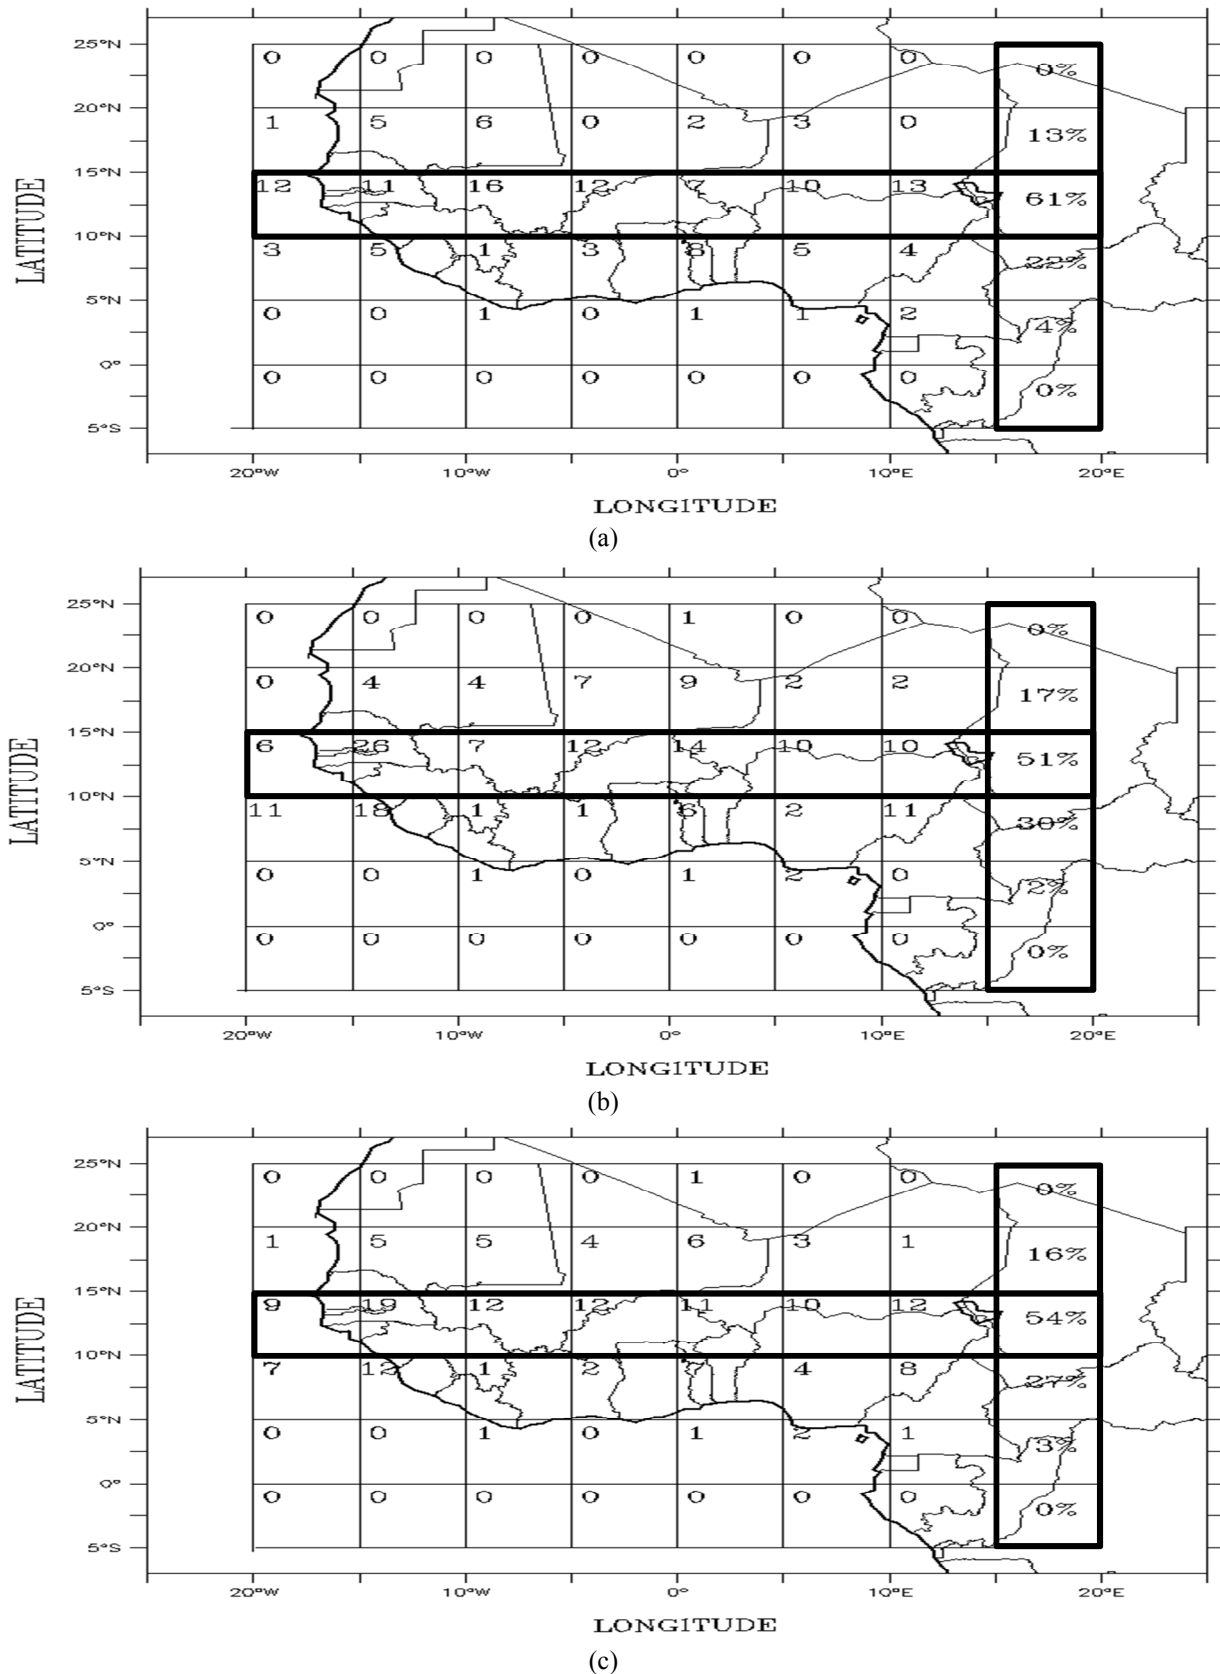 25°N 0 0 0 0 0 0 0 0%
20°N 1 5 6 0 2 3 0 13%
15°N 12 11 16 12 7 10 13 61%
10°N 3 5 1 3 8 5 4 22%
5°N 0 0 1 0 1 1 2 4%
0° 0 0 0 0 0 0 0 0%
5°S
LATITUDE
20°W 10°W 0° 10°E 20°E
LONGITUDE
(a)
25°N 0 0 0 0 1 0 0 0%
20°N 0 4 4 7 9 2 2 17%
15°N 6 26 7 12 14 10 10 51%
10°N 11 18 1 1 6 2 11 30%
5°N 0 0 1 0 1 2 0 2%
0° 0 0 0 0 0 0 0 0%
5°S
LATITUDE
20°W 10°W 0° 10°E 20°E
LONGITUDE
(b)
25°N 0 0 0 0 1 0 0 0%
20°N 1 5 5 4 6 3 1 16%
15°N 9 19 12 12 11 10 12 54%
10°N 7 12 1 2 7 4 8 27%
5°N 0 0 1 0 1 2 1 3%
0° 0 0 0 0 0 0 0 0%
5°S
LATITUDE
20°W 10°W 0° 10°E 20°E
LONGITUDE
(c)